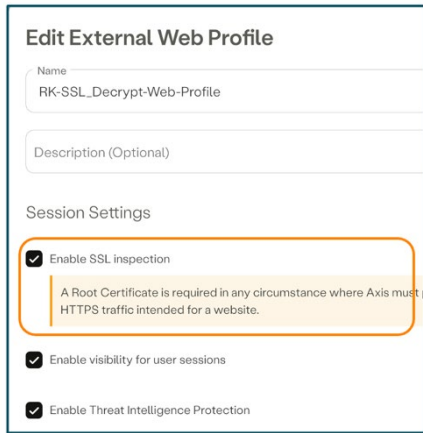 Edit External Web Profile
Name
RK-SSL_Decrypt-Web-Profile
Description (Optional)
Session Settings
Enable SSL inspection
A Root Certificate is required in any circumstance where Axis must
HTTPS traffic intended for a website.
Enable visibility for user sessions
Enable Threat Intelligence Protection